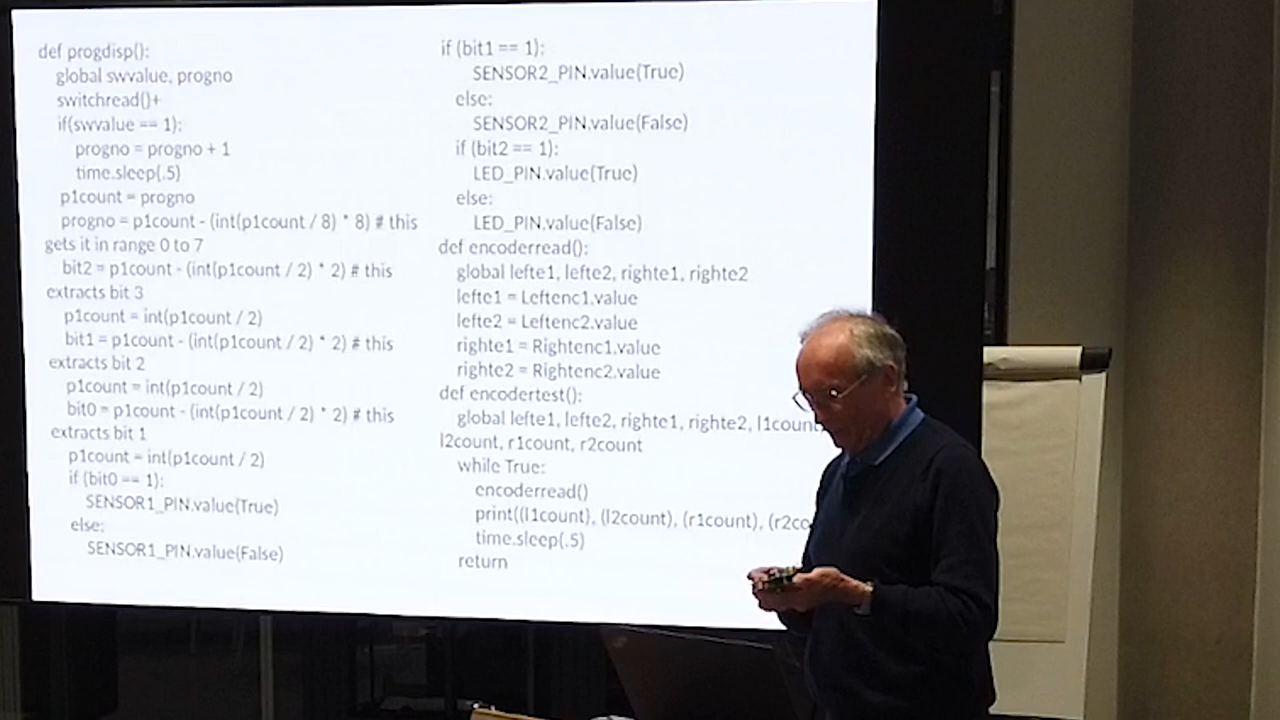 def progdisp():
global swvalue, progno
switchread()+
if(swvalue == 1):
progno = progno + 1
time.sleep(.5)
p1count = progno
progno = p1count - (int(p1count / 8) * 8) # this
gets it in range 0 to 7
bit2 = p1count - (int(p1count / 2) * 2) # this
extracts bit 3
p1count = int(p1count / 2)
bit1 = p1count - (int(p1count / 2) * 2) # this
extracts bit 2
p1count = int(p1count / 2)
bit0 = p1count - (int(p1count / 2) * 2) # this
extracts bit 1
p1count = int(p1count / 2)
if (bit0 == 1):
SENSOR1_PIN.value(True)
else:
SENSOR1_PIN.value(False)
if (bit1 == 1):
SENSOR2_PIN.value(True)
else:
SENSOR2_PIN.value(False)
if (bit2 == 1):
LED_PIN.value(True)
else:
LED_PIN.value(False)
def encoderread():
global lefte1, lefte2, righte1, righte2
lefte1 = Leftenc1.value
lefte2 = Leftenc2.value
righte1 = Rightenc1.value
righte2 = Rightenc2.value
def encodertest():
global lefte1, lefte2, righte1, righte2, l1count,
l2count, r1count, r2count
while True:
encoderread()
print((l1count), (l2count), (r1count), (r2co
time.sleep(.5)
return